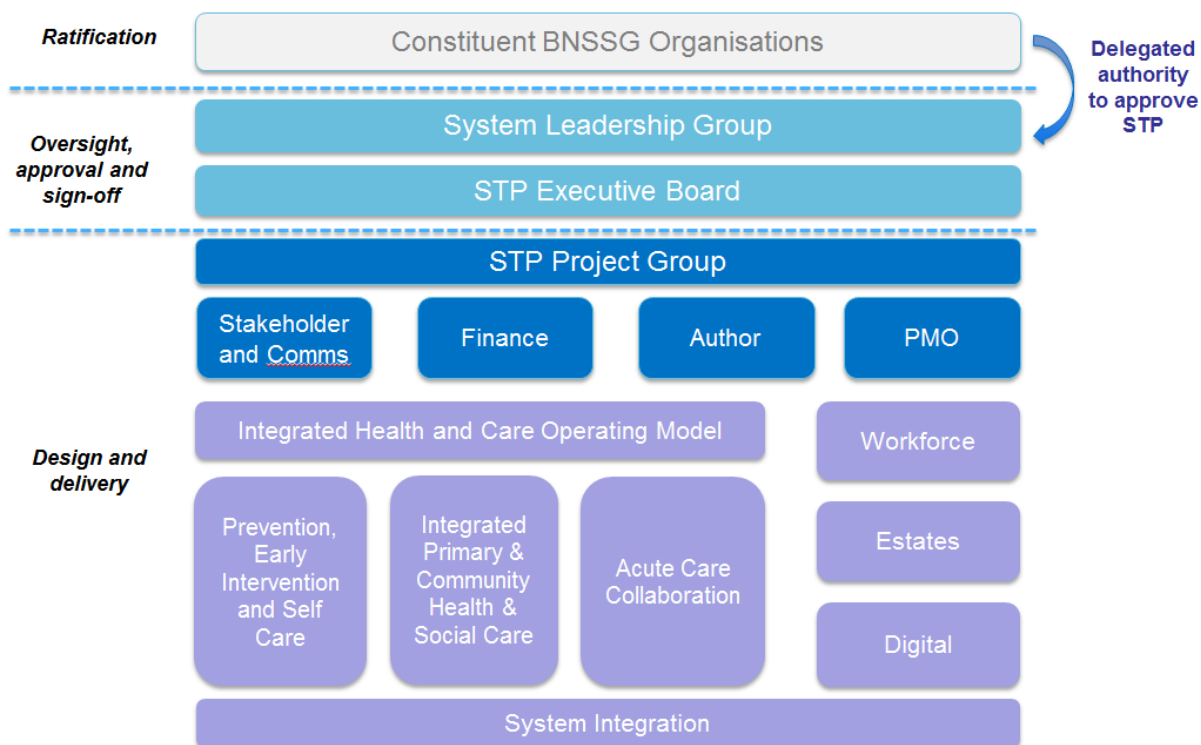 Ratification
Constituent BNSSG Organisations
Delegated
authority
to approve
STP
Oversight,
approval and
sign-off
System Leadership Group
STP Executive Board
STP Project Group
Stakeholder
and Comms
Finance
Author
PMO
Design and
delivery
Integrated Health and Care Operating Model
Workforce
Prevention,
Early
Intervention
and Self
Care
Integrated
Primary &
Community
Health &
Social Care
Acute Care
Collaboration
Estates
Digital
System Integration